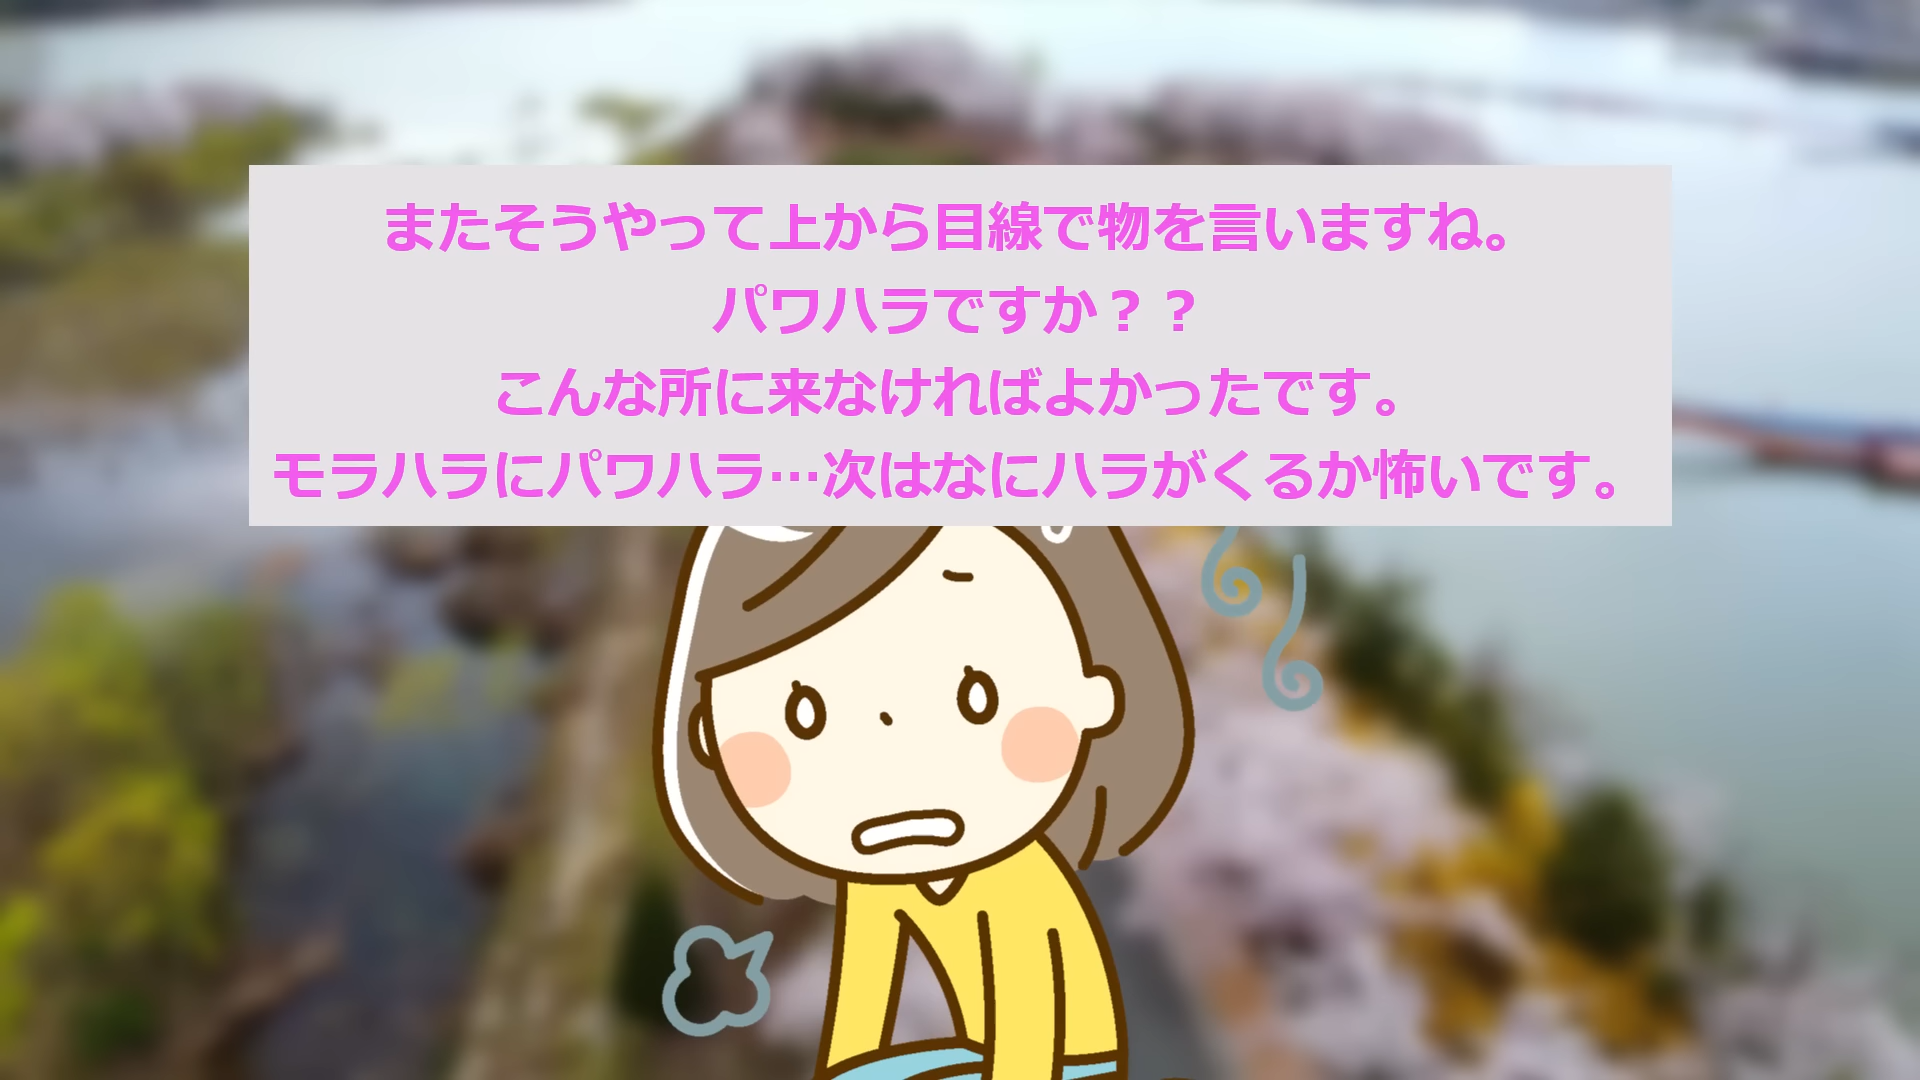 またそうやって上から目線で物を言いますね。
パワハラですか？？
こんな所に来なければよかったです。
モラハラにパワハラ…次はなにハラがくるか怖いです。